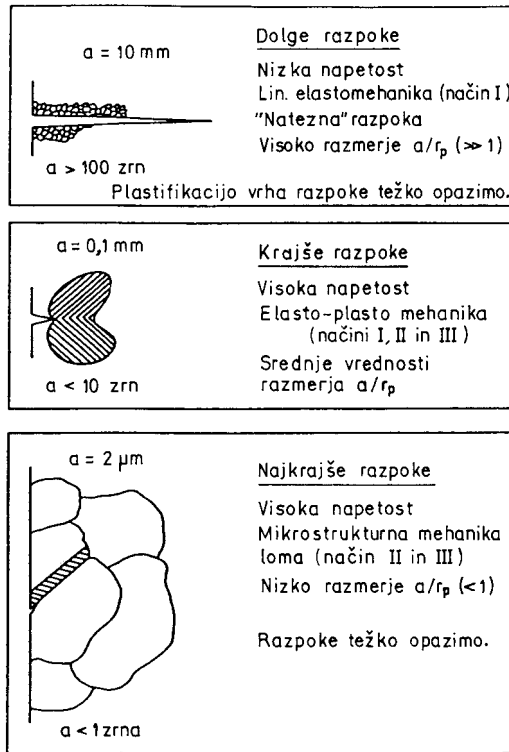 a = 10 mm
a > 100 zrn
Dolge razpoke
Nizka napetost
Lin. elastomehanika (način I)
"Natezna" razpoka
Visoko razmerje a/rp (≫ 1)
Plastifikacijo vrha razpoke težko opazimo.
a = 0,1 mm
a < 10 zrn
Krajše razpoke
Visoka napetost
Elasto-plasto mehanika
(načini I, II in III)
Srednje vrednosti
razmerja a/rp
a = 2 µm
a < 1 zrna
Najkrajše razpoke
Visoka napetost
Mikrostrukturna mehanika
loma (način II in III)
Nizko razmerje a/rp (<1)
Razpoke težko opazimo.